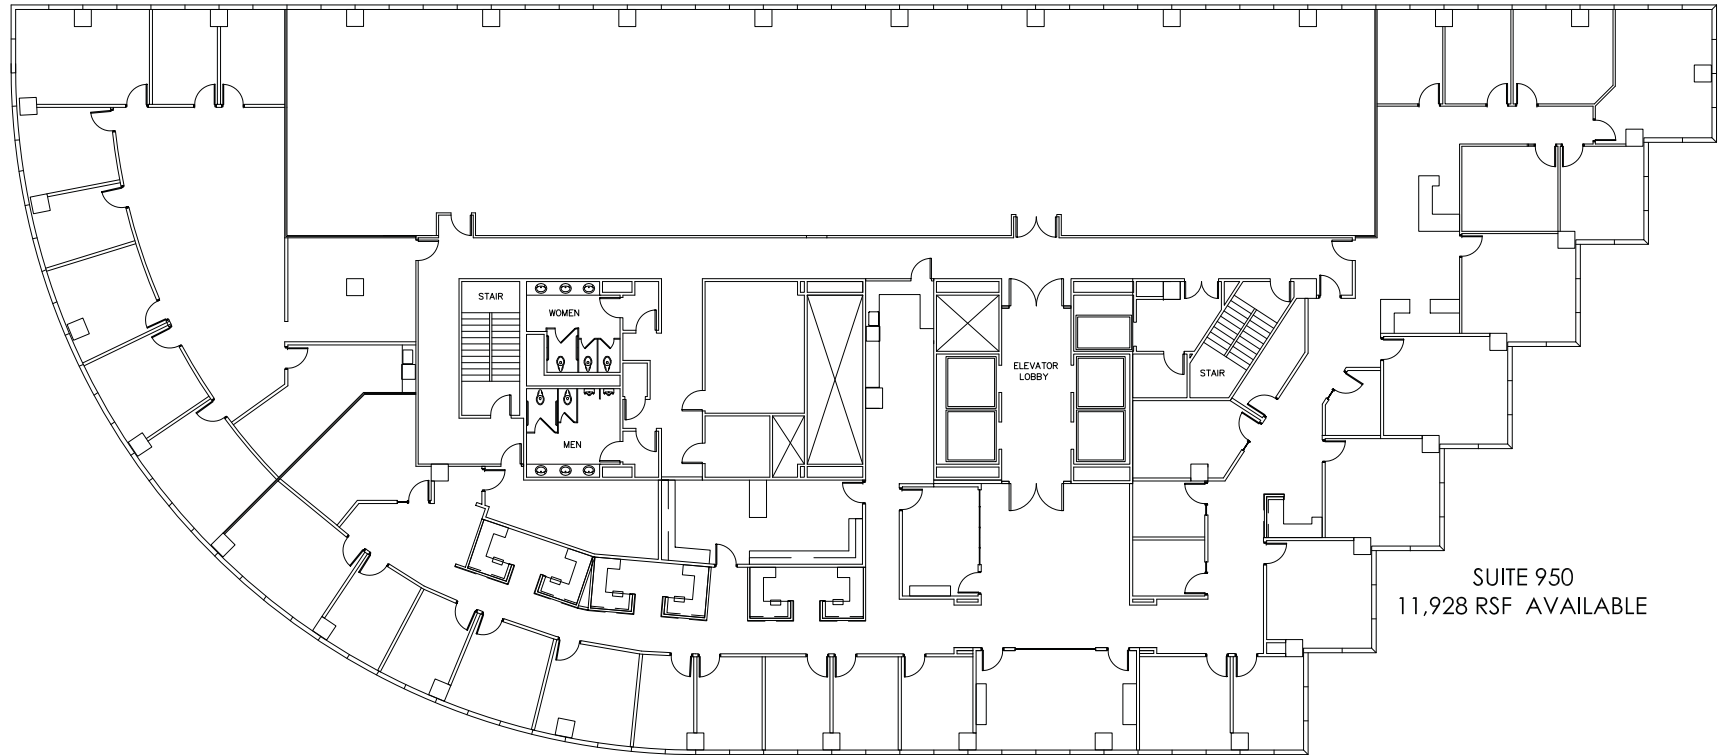 STAIR
WOMEN
ELEVATOR
LOBBY
STAIR
MEN
SUITE 950
11,928 RSF AVAILABLE